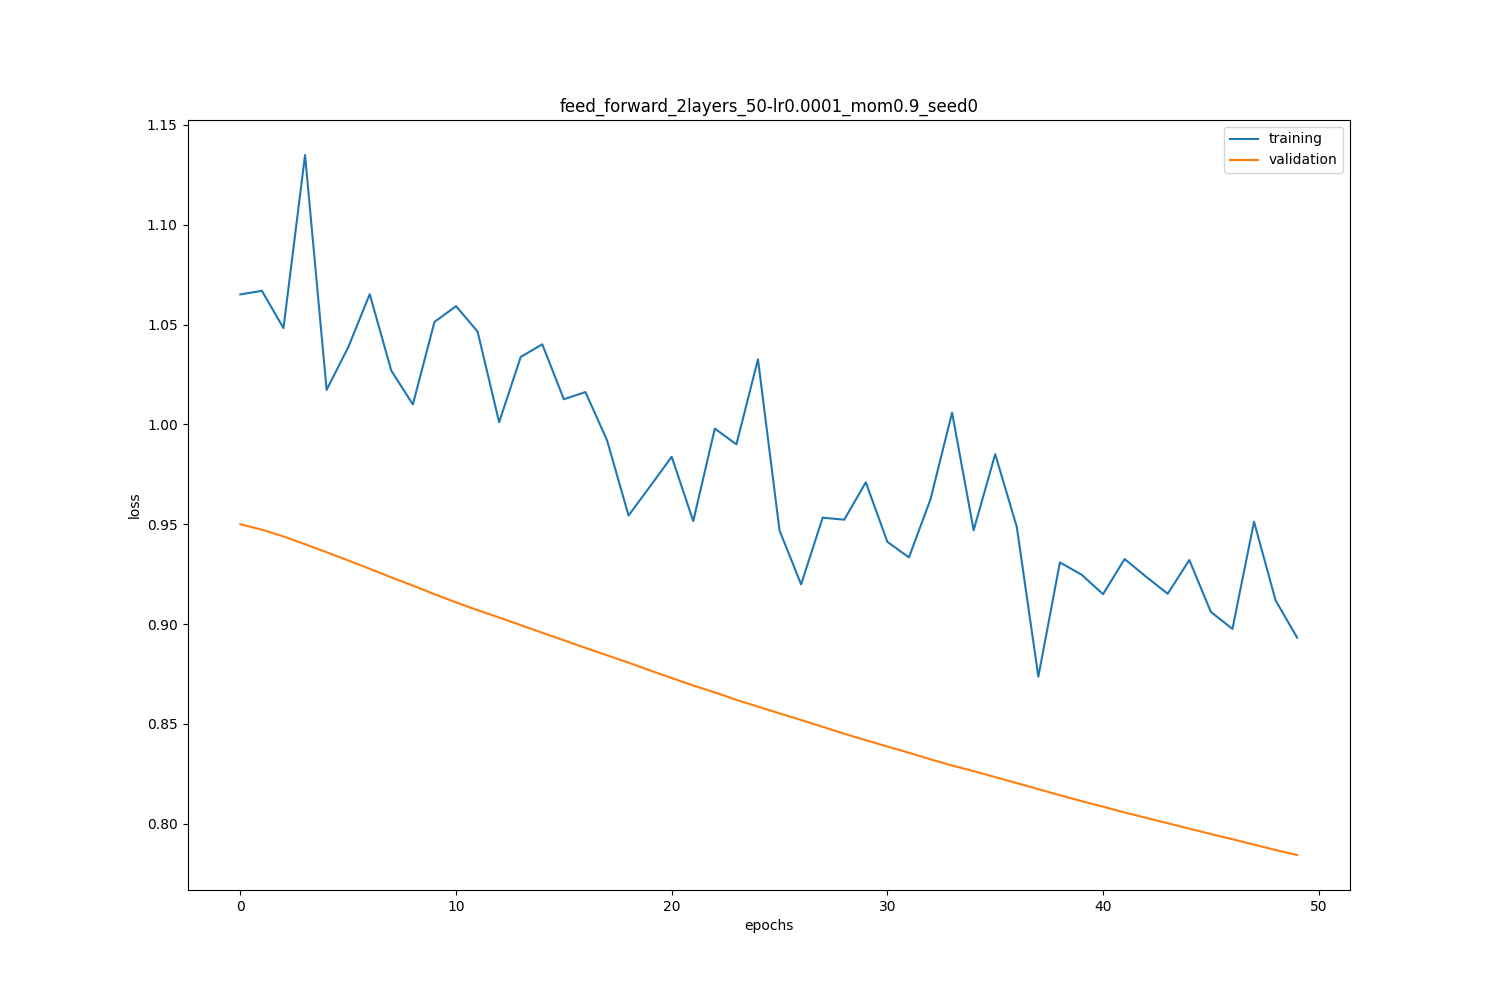 feed_forward_2layers_50-lr0.0001_mom0.9_seed0
1.15
1.10
1.05
1.00
0.95
0.90
0.85
0.80
loss
training
validation
0 10 20 30 40 50
epochs